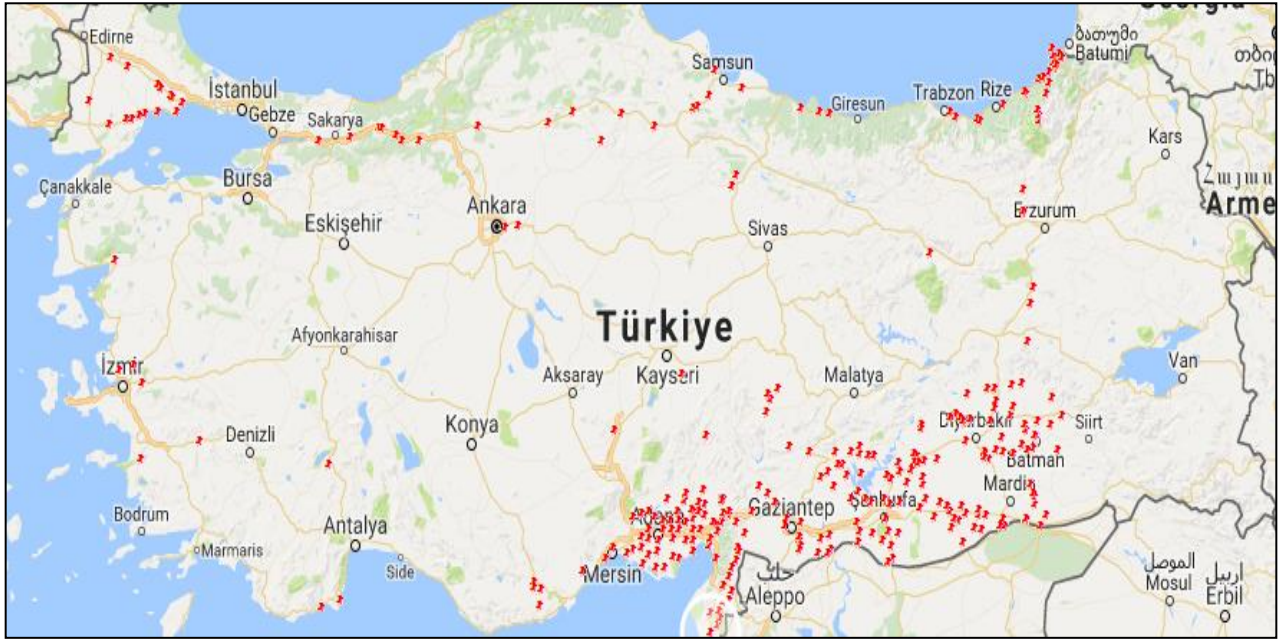 Georgia
Edirne
ბათუმი
Batumi
Samsun
İstanbul
Gebze
Sakarya
Giresun
Trabzon
Rize
Kars
Çanakkale
Bursa
Eskişehir
Ankara
Sivas
Erzurum
Arme
Türkiye
Afyonkarahisar
İzmir
Aksaray
Kayseri
Malatya
Van
Denizli
Konya
Diyarbakır
Siirt
Batman
Mardin
Gaziantep
Şanlıurfa
Adana
Bodrum
Marmaris
Antalya
Side
Mersin
حلب
Aleppo
الموصل
Mosul
اربيل
Erbil